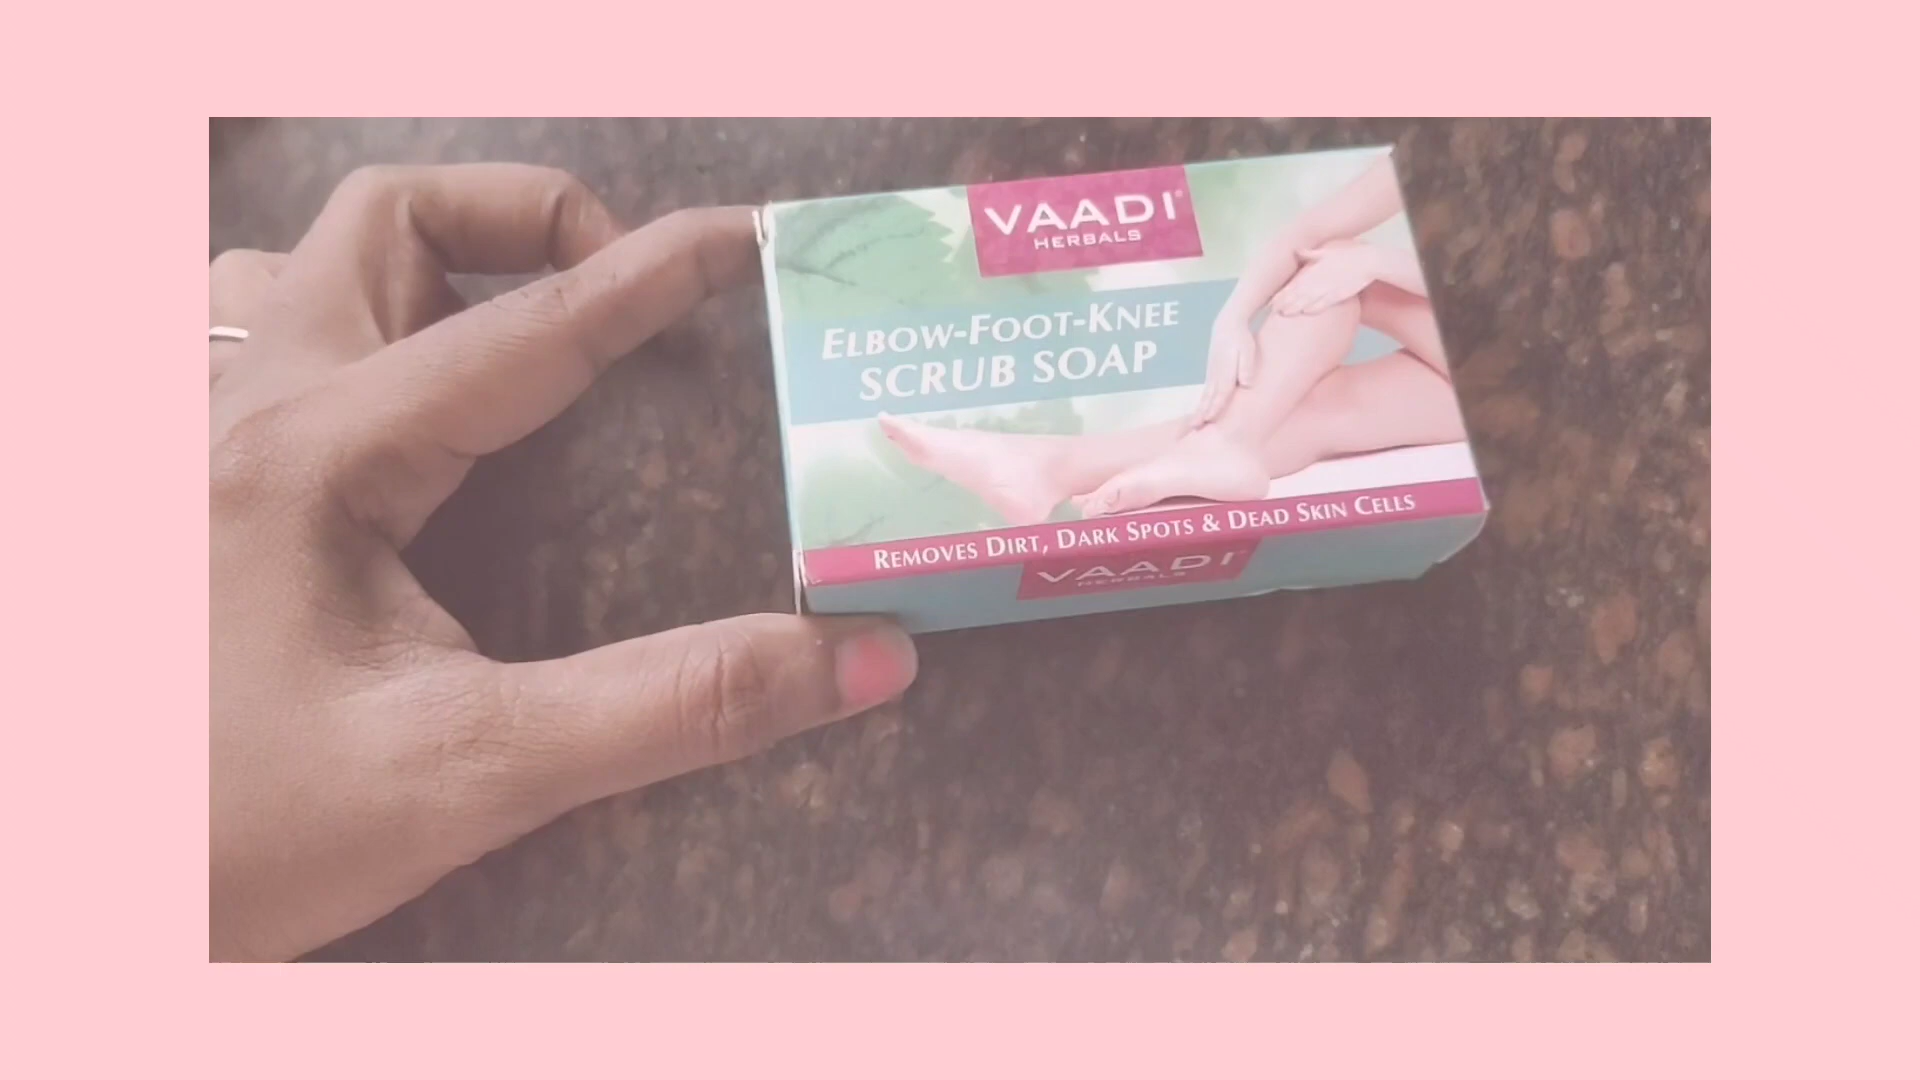 VAADI®
HERBALS
ELBOW-FOOT-KNEE
SCRUB SOAP
REMOVES DIRT, DARK SPOTS & DEAD SKIN CELLS
VAADI®
HERBALS